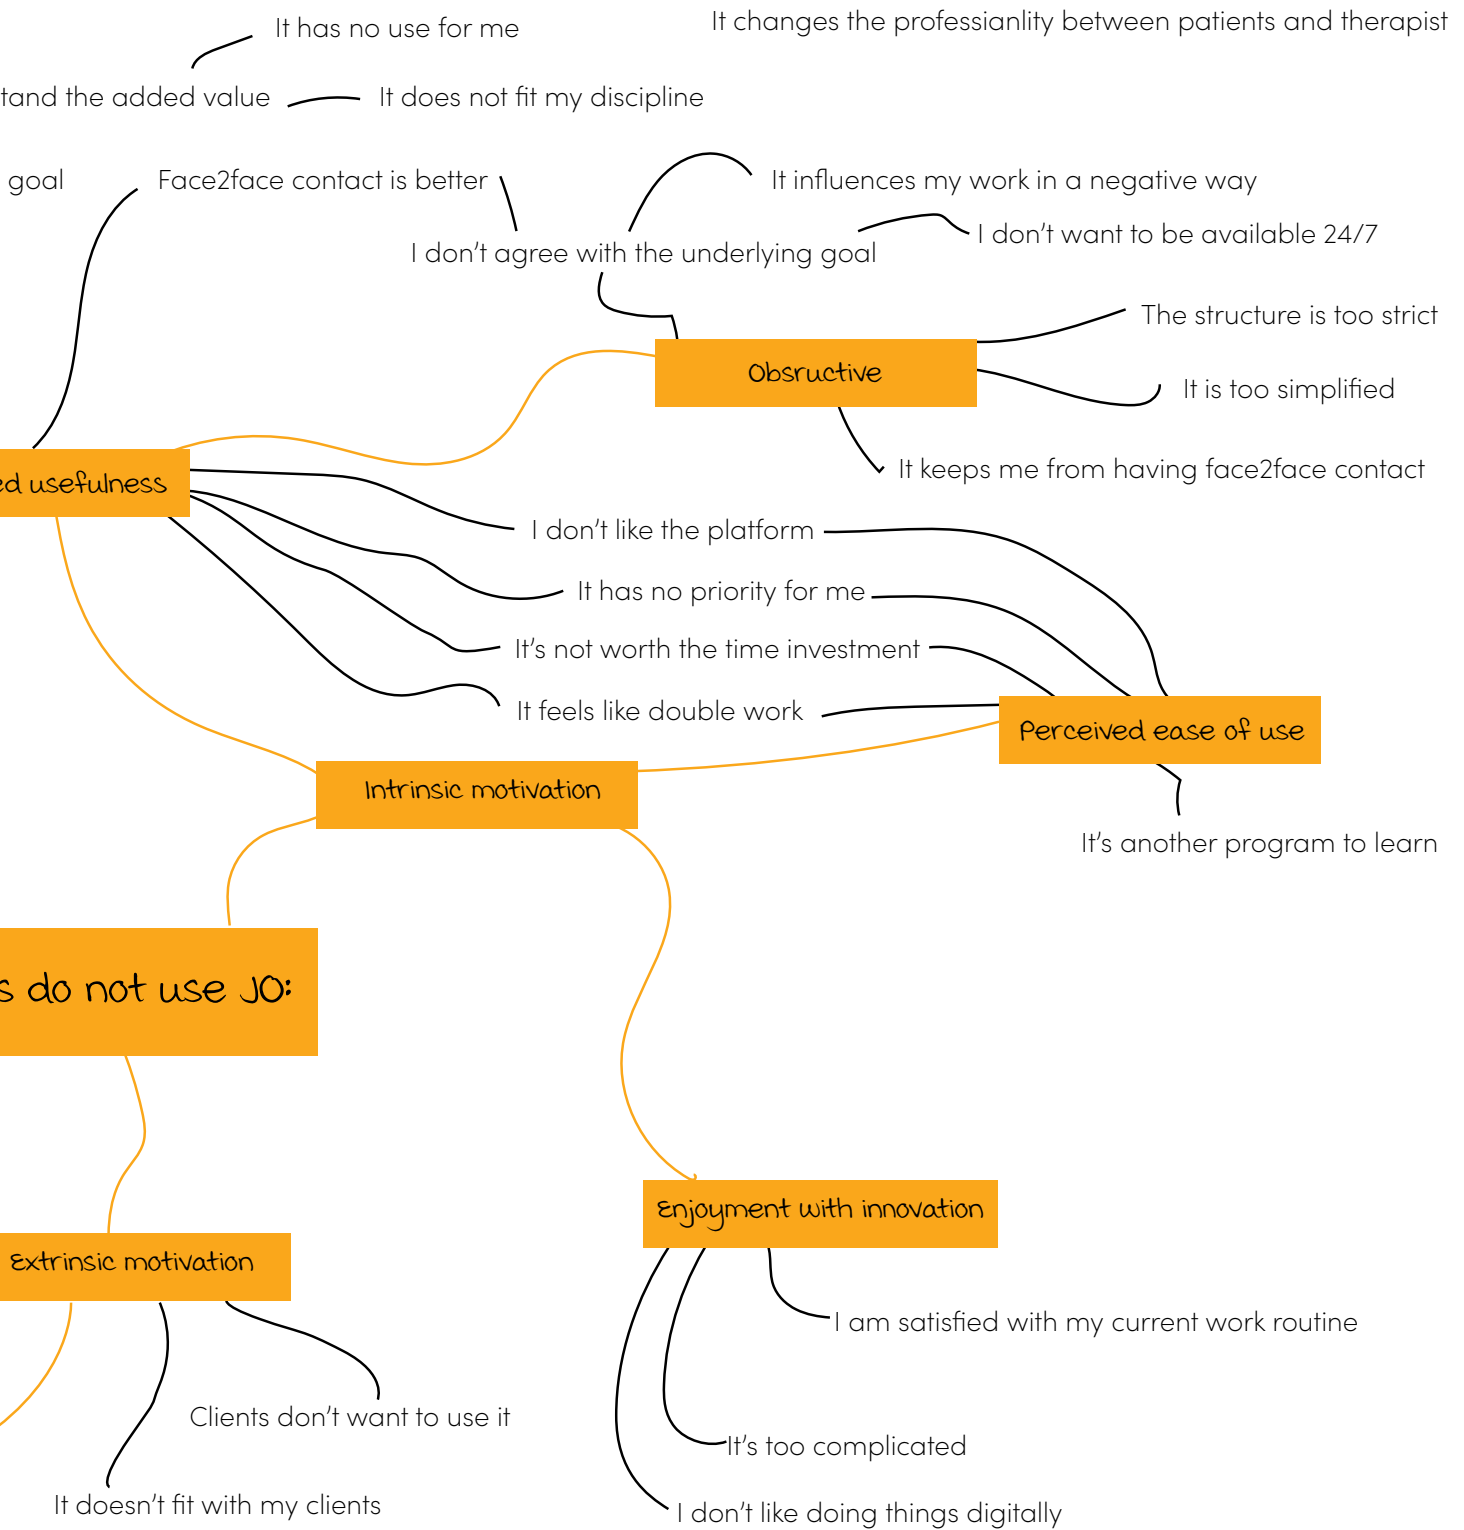 It has no use for me
It changes the professianlity between patients and therapist
the added value
It does not fit my discipline
goal
Face2face contact is better
It influences my work in a negative way
I don't want to be available 24/7
I don't agree with the underlying goal
The structure is too strict
Obsructive
It is too simplified
It keeps me from having face2face contact
usefulness
I don't like the platform
It has no priority for me
It's not worth the time investment
It feels like double work
Perceived ease of use
Intrinsic motivation
It's another program to learn
do not use JO:
Enjoyment with innovation
Extrinsic motivation
I am satisfied with my current work routine
Clients don't want to use it
It's too complicated
It doesn't fit with my clients
I don't like doing things digitally